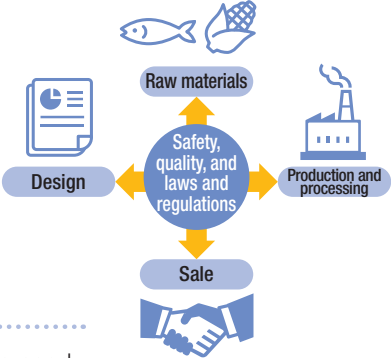 Raw materials
Safety,
quality, and
laws and
regulations
Design
Production and
processing
Sale